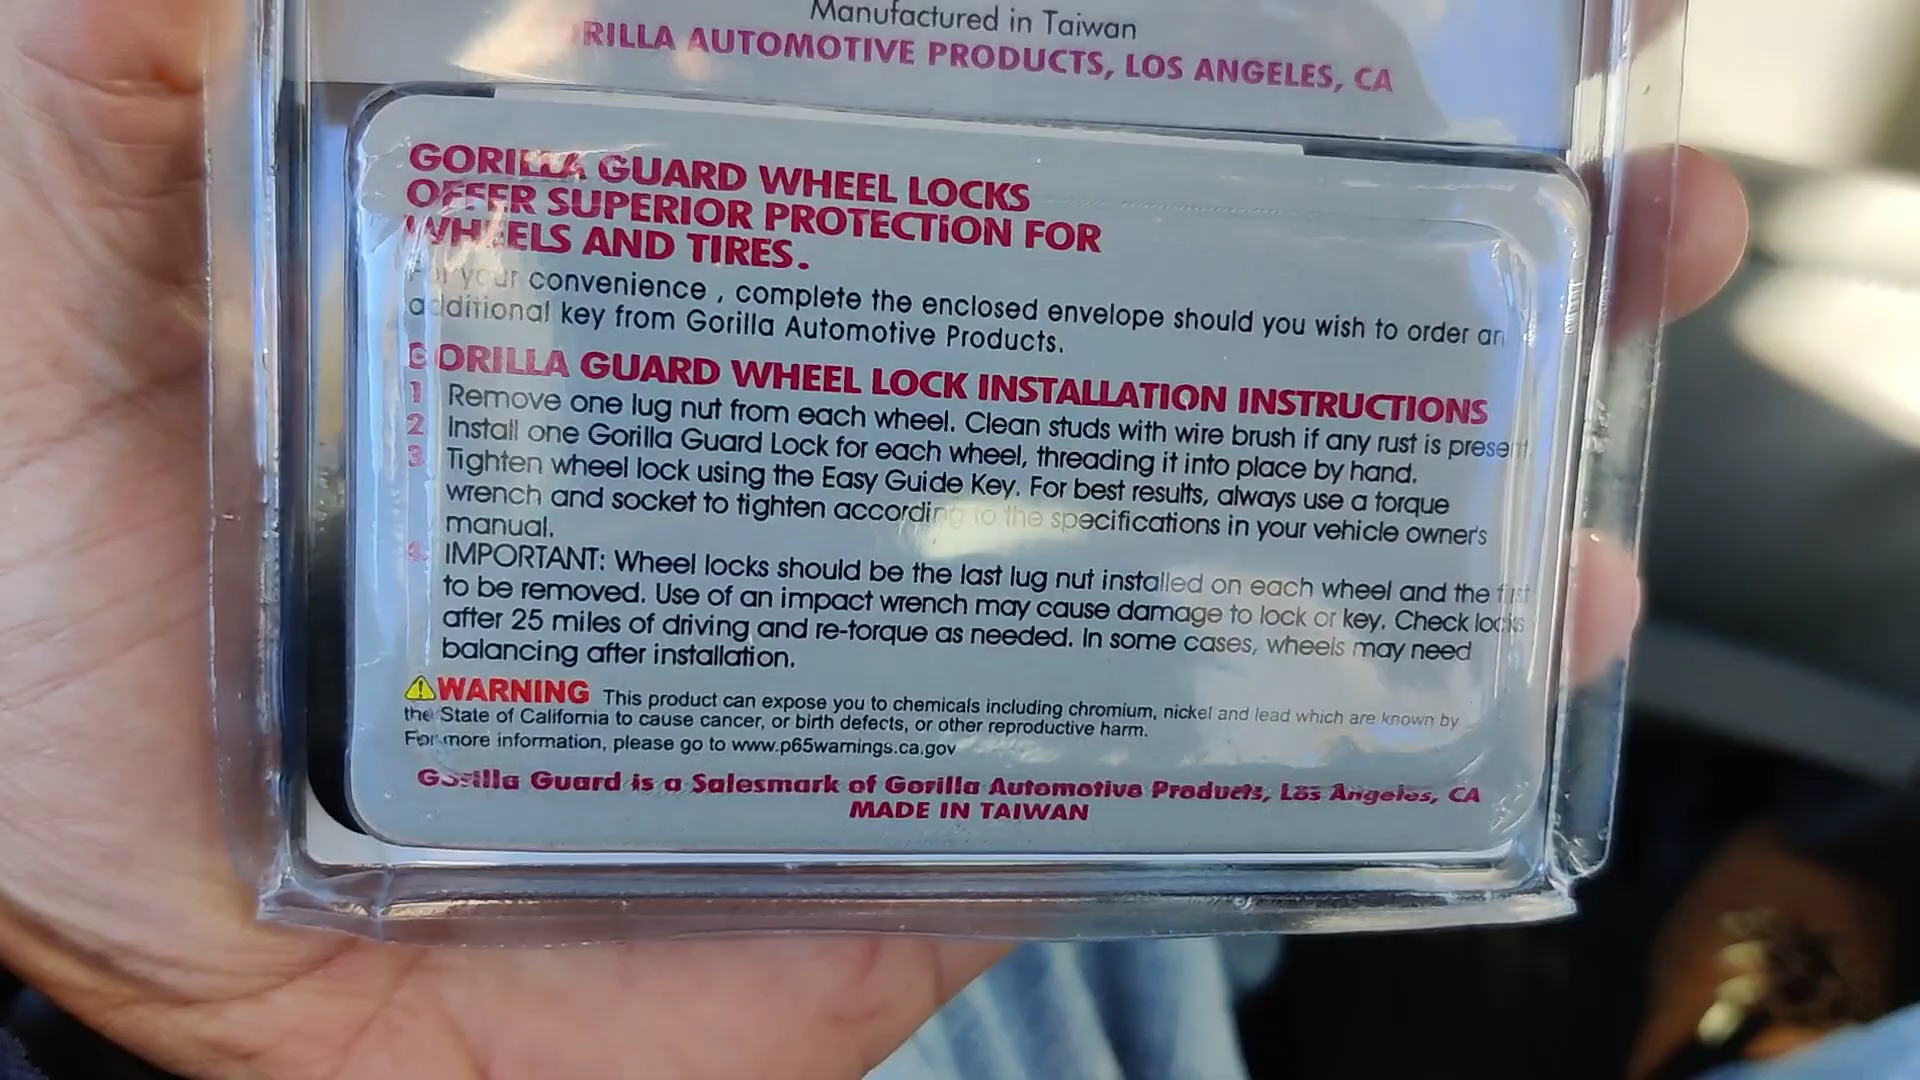 Manufactured in Taiwan
RILLA AUTOMOTIVE PRODUCTS, LOS ANGELES, CA
GORILLA GUARD WHEEL LOCKS
OFFER SUPERIOR PROTECTiON FOR
WHEELS AND TIRES.
For your convenience , complete the enclosed envelope should you wish to order an
additional key from Gorilla Automotive Products.
GORILLA GUARD WHEEL LOCK INSTALLATION INSTRUCTIONS
1 Remove one lug nut from each wheel. Clean studs with wire brush if any rust is present
2 Install one Gorilla Guard Lock for each wheel, threading it into place by hand.
3 Tighten wheel lock using the Easy Guide Key. For best results, always use a torque
wrench and socket to tighten according to the specifications in your vehicle owner's
manual.
4. IMPORTANT: Wheel locks should be the last lug nut installed on each wheel and the first
to be removed. Use of an impact wrench may cause damage to lock or key. Check locks
after 25 miles of driving and re-torque as needed. In some cases, wheels may need
balancing after installation.
WARNING This product can expose you to chemicals including chromium, nickel and lead which are known by
the State of California to cause cancer, or birth defects, or other reproductive harm.
For more information, please go to www.p65warnings.ca.gov
Gorilla Guard is a Salesmark of Gorilla Automotive Products, Los Angeles, CA
MADE IN TAIWAN